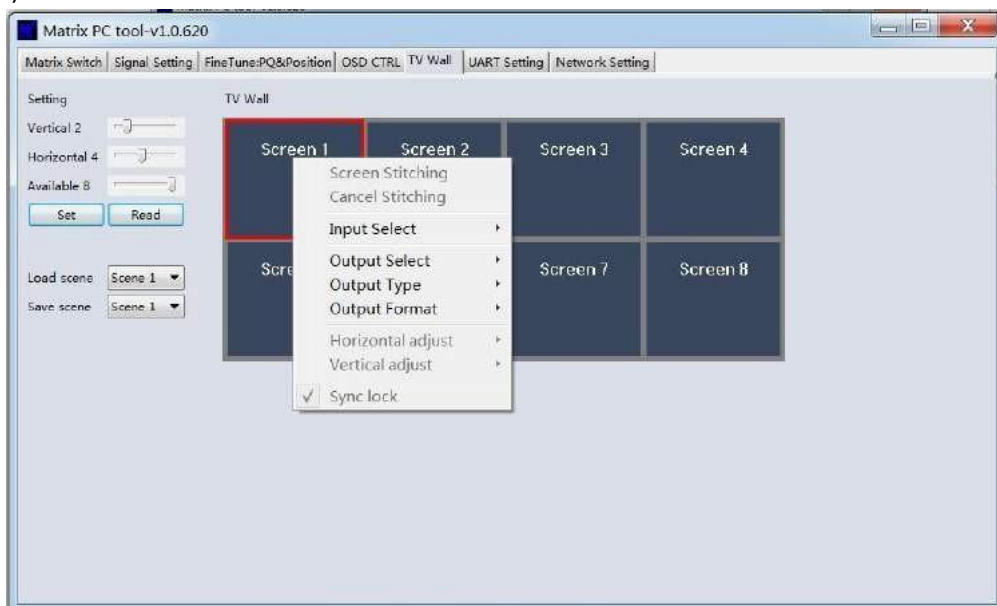 Matrix PC tool-v1.0.620
Matrix Switch Signal Setting FineTune:PQ&Position OSD CTRL TV Wall UART Setting Network Setting
Setting TV Wall
Vertical 2
Horizontal 4
Available 8
Set Read
Load scene Scene 1
Save scene Scene 1
Screen 1 Screen 2 Screen 3 Screen 4
Screen Stitching
Cancel Stitching
Input Select
Output Select
Output Type
Output Format
Horizontal adjust
Vertical adjust
Sync lock
Screen 7 Screen 8